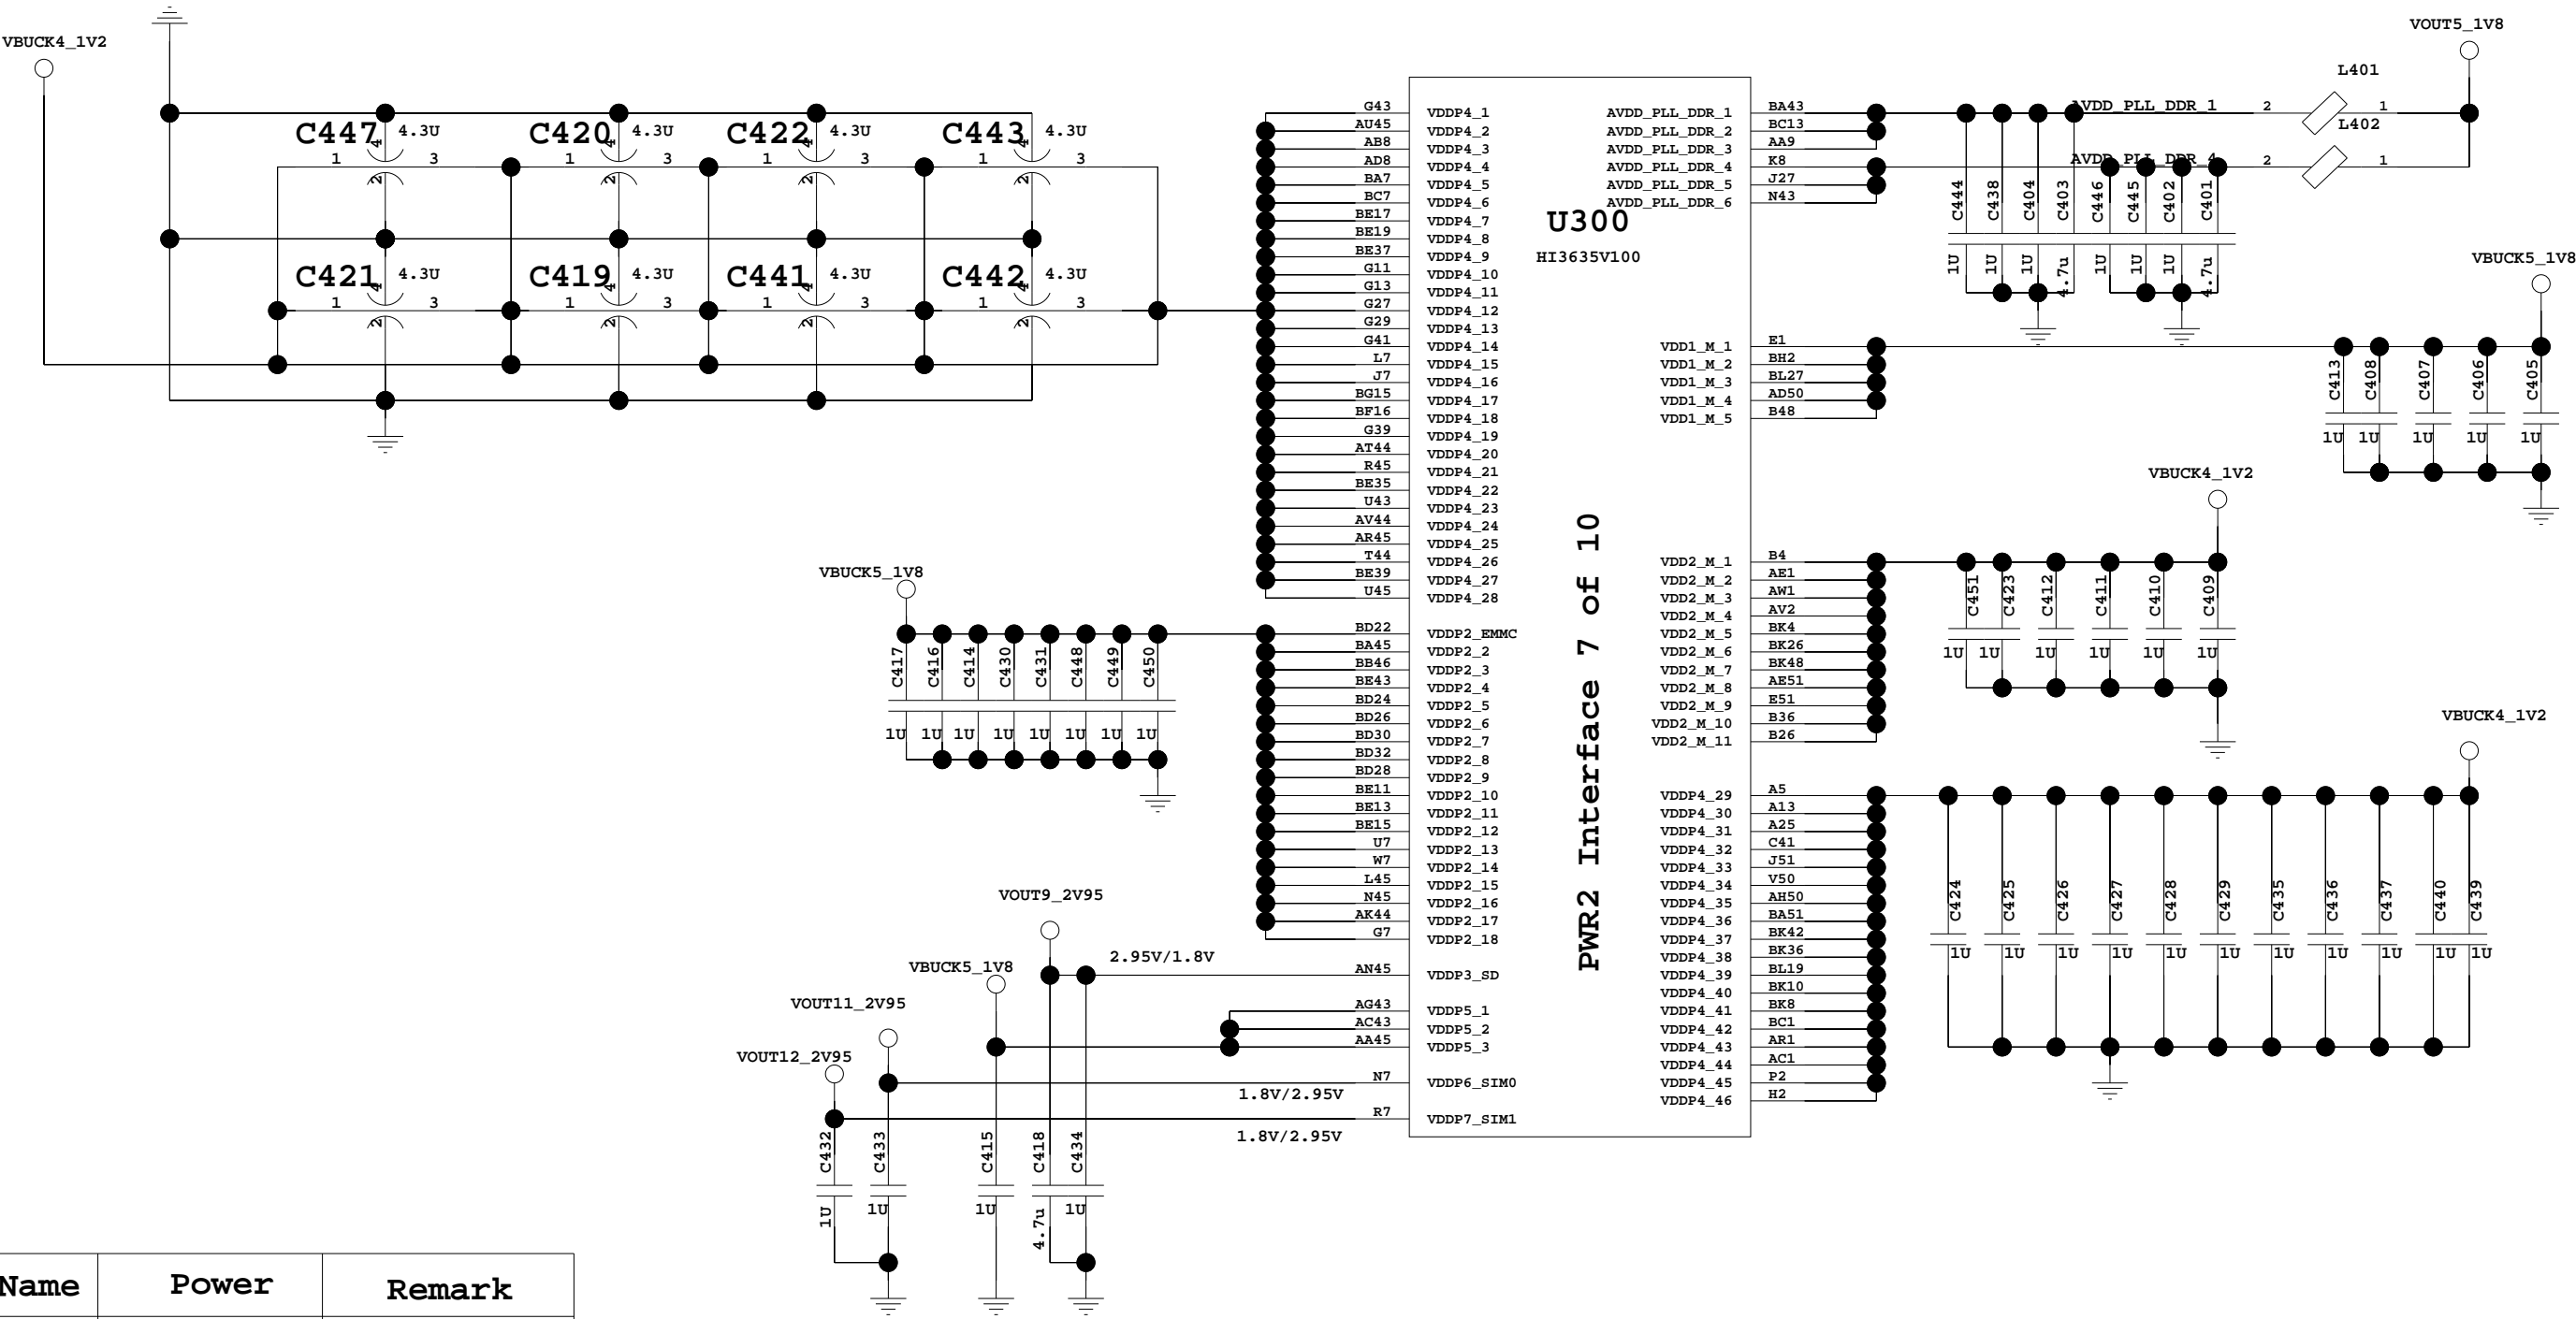 VBUCK4_1V2
C447 4.3U 1 3 4 2
C420 4.3U 1 3 4 2
C422 4.3U 1 3 4 2
C443 4.3U 1 3 4 2
C421 4.3U 1 3 4 2
C419 4.3U 1 3 4 2
C441 4.3U 1 3 4 2
C442 4.3U 1 3 4 2
G43 VDDP4_1
AU45 VDDP4_2
AB8 VDDP4_3
AD8 VDDP4_4
BA7 VDDP4_5
BC7 VDDP4_6
BE17 VDDP4_7
BE19 VDDP4_8
BE37 VDDP4_9
G11 VDDP4_10
G13 VDDP4_11
G27 VDDP4_12
G29 VDDP4_13
G41 VDDP4_14
L7 VDDP4_15
J7 VDDP4_16
BG15 VDDP4_17
BF16 VDDP4_18
G39 VDDP4_19
AT44 VDDP4_20
R45 VDDP4_21
BE35 VDDP4_22
U43 VDDP4_23
AV44 VDDP4_24
AR45 VDDP4_25
T44 VDDP4_26
BE39 VDDP4_27
U45 VDDP4_28
VBUCK5_1V8
C417 C416 C414 C430 C431 C448 C449 C450
1U 1U 1U 1U 1U 1U 1U 1U
BD22 VDDP2_EMMC
BA45 VDDP2_2
BB46 VDDP2_3
BE43 VDDP2_4
BD24 VDDP2_5
BD26 VDDP2_6
BD30 VDDP2_7
BD32 VDDP2_8
BD28 VDDP2_9
BE11 VDDP2_10
BE13 VDDP2_11
BE15 VDDP2_12
U7 VDDP2_13
W7 VDDP2_14
L45 VDDP2_15
N45 VDDP2_16
AK44 VDDP2_17
G7 VDDP2_18
VOUT9_2V95
2.95V/1.8V
AN45 VDDP3_SD
VBUCK5_1V8
AG43 VDDP5_1
AC43 VDDP5_2
AA45 VDDP5_3
VOUT11_2V95
N7 VDDP6_SIM0
1.8V/2.95V
VOUT12_2V95
R7 VDDP7_SIM1
1.8V/2.95V
C432 C433 C415 C418 C434
1U 1U 1U 4.7u 1U
U300
HI3635V100
PWR2 Interface 7 of 10
AVDD_PLL_DDR_1 BA43
AVDD_PLL_DDR_2 BC13
AVDD_PLL_DDR_3 AA9
AVDD_PLL_DDR_4 K8
AVDD_PLL_DDR_5 J27
AVDD_PLL_DDR_6 N43
VOUT5_1V8
AVDD_PLL_DDR_1 2 L401 1
AVDD_PLL_DDR_4 2 L402 1
C444 C438 C404 C403 C446 C445 C402 C401
1U 1U 1U 4.7u 1U 1U 1U 4.7u
VBUCK5_1V8
VDD1_M_1 E1
VDD1_M_2 BH2
VDD1_M_3 BL27
VDD1_M_4 AD50
VDD1_M_5 B48
C413 C408 C407 C406 C405
1U 1U 1U 1U 1U
VBUCK4_1V2
VDD2_M_1 B4
VDD2_M_2 AE1
VDD2_M_3 AW1
VDD2_M_4 AV2
VDD2_M_5 BK4
VDD2_M_6 BK26
VDD2_M_7 BK48
VDD2_M_8 AE51
VDD2_M_9 E51
VDD2_M_10 B36
VDD2_M_11 B26
C451 C423 C412 C411 C410 C409
1U 1U 1U 1U 1U 1U
VBUCK4_1V2
VDDP4_29 A5
VDDP4_30 A13
VDDP4_31 A25
VDDP4_32 C41
VDDP4_33 J51
VDDP4_34 V50
VDDP4_35 AH50
VDDP4_36 BA51
VDDP4_37 BK42
VDDP4_38 BK36
VDDP4_39 BL19
VDDP4_40 BK10
VDDP4_41 BK8
VDDP4_42 BC1
VDDP4_43 AR1
VDDP4_44 AC1
VDDP4_45 P2
VDDP4_46 H2
C424 C425 C426 C427 C428 C429 C435 C436 C437 C440 C439
1U 1U 1U 1U 1U 1U 1U 1U 1U 1U 1U
Name Power Remark